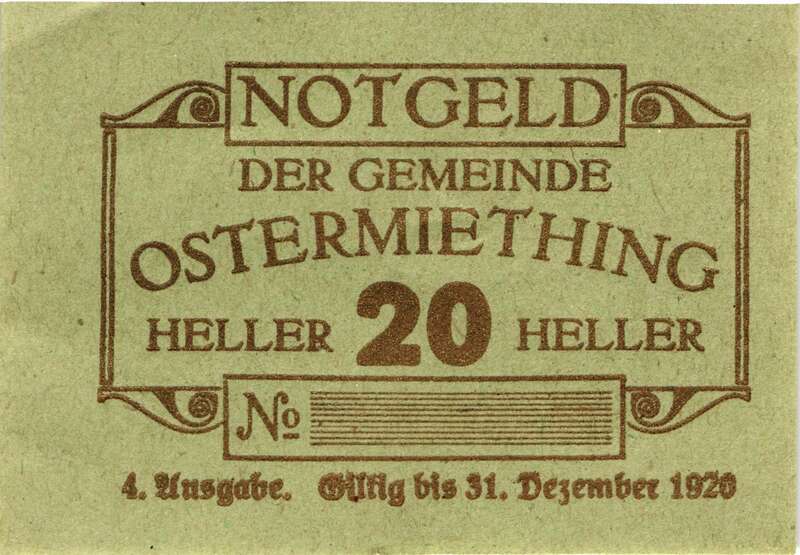 NOTGELD
DER GEMEINDE
OSTERMIETHING
HELLER 20 HELLER
No
4. Ausgabe. Giltig bis 31. Dezember 1920